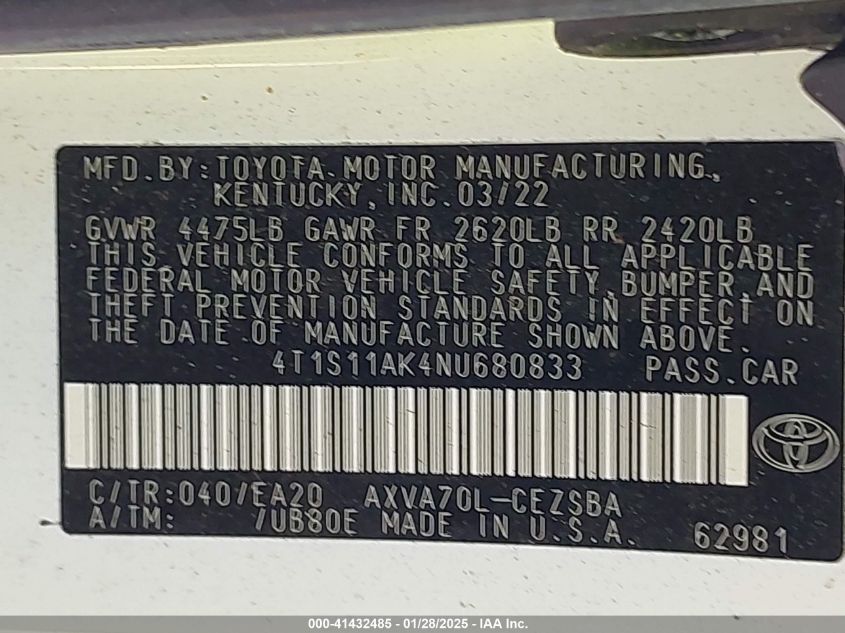 MFD.BY:TOYOTA MOTOR MANUFACTURING,
KENTUCKY, INC. 03/22
GVWR 4475LB GAWR FR 2620LB RR 2420LB
THIS VEHICLE CONFORMS TO ALL APPLICABLE
FEDERAL MOTOR VEHICLE SAFETY, BUMPER, AND
THEFT PREVENTION STANDARDS IN EFFECT ON
THE DATE OF MANUFACTURE SHOWN ABOVE.
4T1S11AK4NU680833 PASS.CAR
C/TR:040/EA20 AXVA70L-CEZSBA
A/TM: /UB80E MADE IN U.S.A. 62981
000-41432485 | 01/28/2025 | IAA Inc.